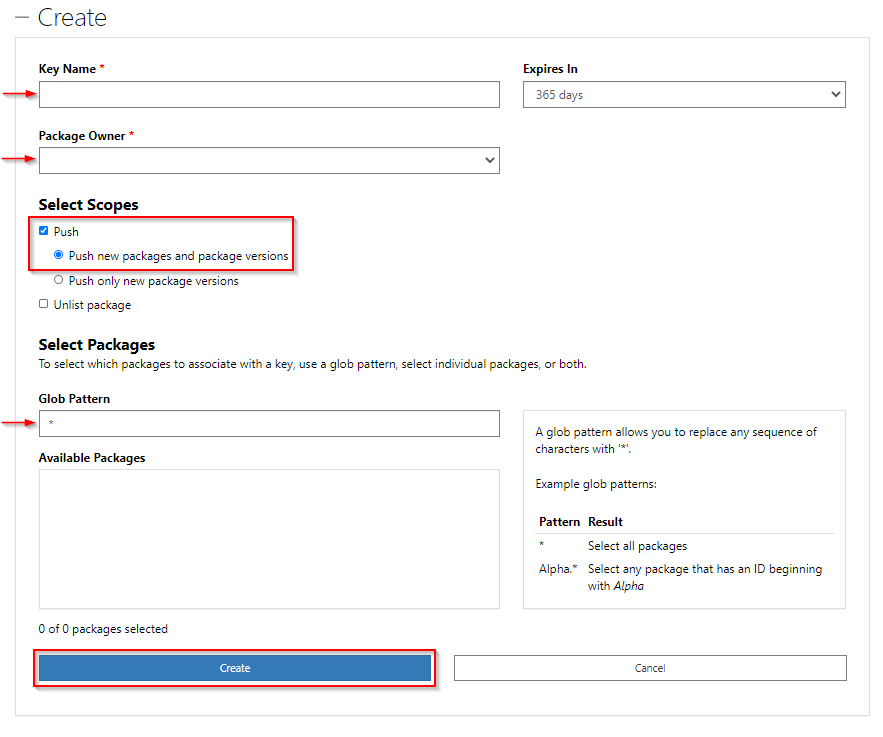 — Create
Key Name *
Expires In
365 days
Package Owner *
Select Scopes
Push
Push new packages and package versions
Push only new package versions
Unlist package
Select Packages
To select which packages to associate with a key, use a glob pattern, select individual packages, or both.
Glob Pattern
*
A glob pattern allows you to replace any sequence of
characters with '*'.
Example glob patterns:
Pattern Result
* Select all packages
Alpha.* Select any package that has an ID beginning
with Alpha
Available Packages
0 of 0 packages selected
Create
Cancel